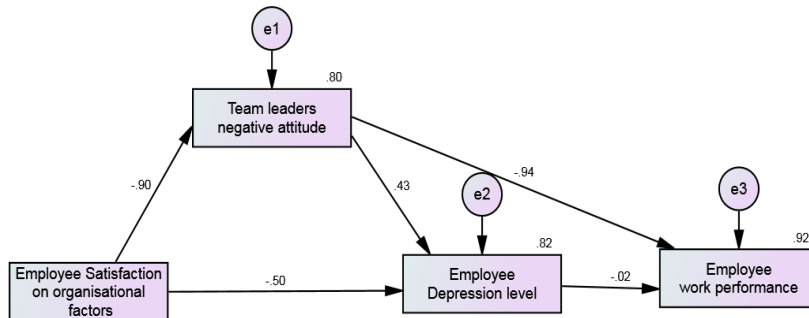 e1
.80
Team leaders
negative attitude
-.90
.43
-.94
e2
e3
.82
.92
Employee Satisfaction
on organisational
factors
-.50
Employee
Depression level
-.02
Employee
work performance